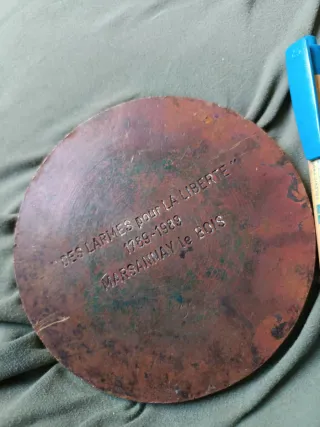 "DES LARMES pour LA LIBERTE"
1789-1989
MARSANNAY le BOIS